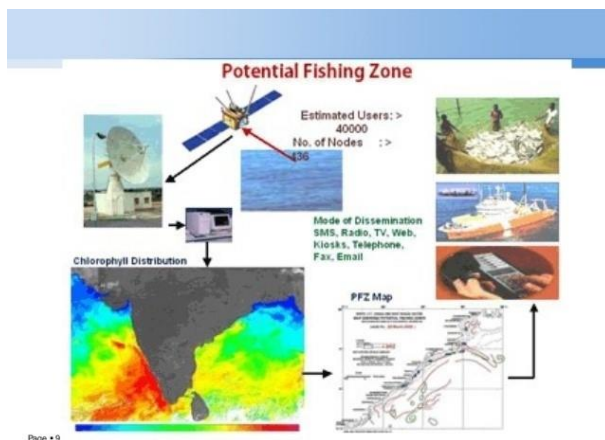 Potential Fishing Zone
Estimated Users: >
40000
No. of Nodes : >
436
Mode of Dissemination
SMS, Radio, TV, Web,
Kiosks, Telephone,
Fax, Email
Chlorophyll Distribution
PFZ Map
Page • 9